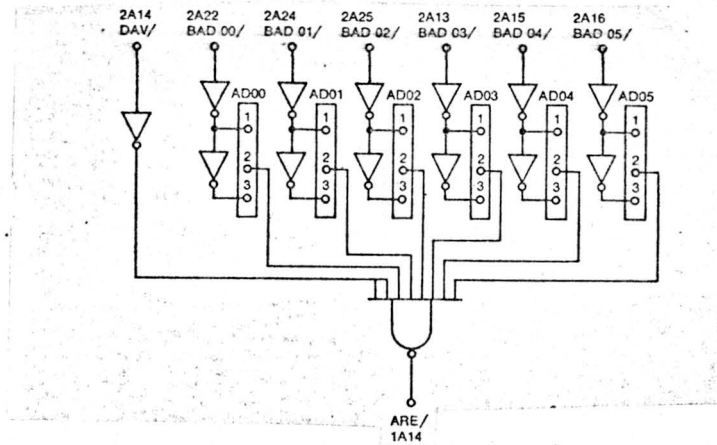 2A14 2A22 2A24 2A25 2A13 2A15 2A16
DAV/ BAD 00/ BAD 01/ BAD 02/ BAD 03/ BAD 04/ BAD 05/
AD00 AD01 AD02 AD03 AD04 AD05
1 1 1 1 1 1
2 2 2 2 2 2
3 3 3 3 3 3
ARE/
1A14